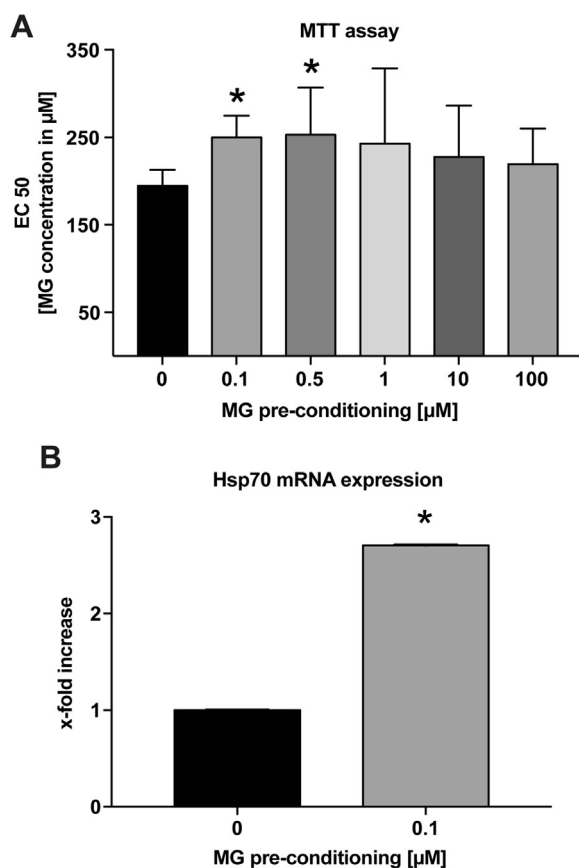 A
MTT assay
EC 50
[MG concentration in µM]
350
250
150
50
* *
0 0.1 0.5 1 10 100
MG pre-conditioning [µM]
B
Hsp70 mRNA expression
x-fold increase
3
2
1
0
*
0 0.1
MG pre-conditioning [µM]